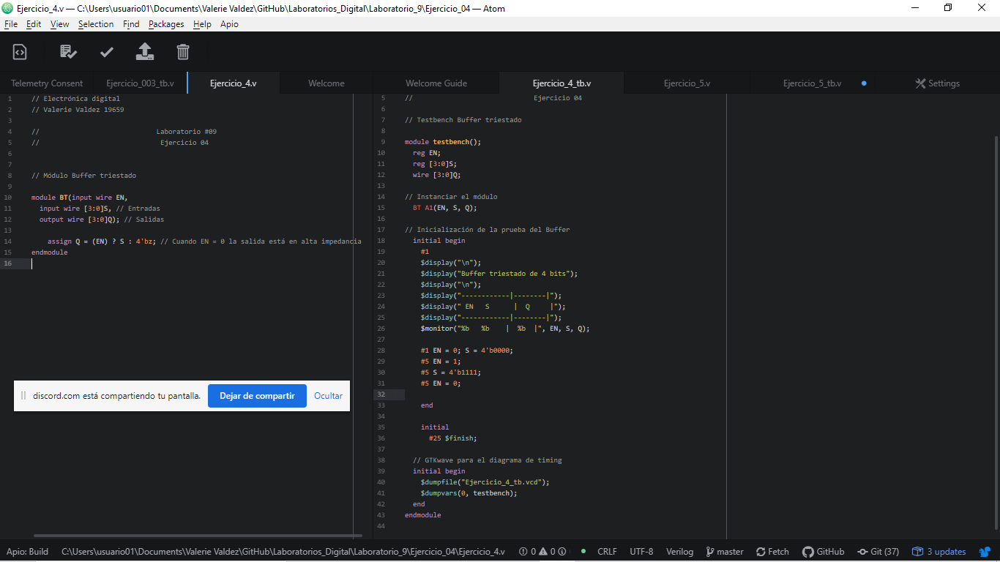 Ejercicio_4.v — C:\Users\usuario01\Documents\Valerie Valdez\GitHub\Laboratorios_Digital\Laboratorio_9\Ejercicio_04 — Atom
File Edit View Selection Find Packages Help Apio
Telemetry Consent Ejercicio_003_tb.v Ejercicio_4.v Welcome Welcome Guide Ejercicio_4_tb.v Ejercicio_5.v Ejercicio_5_tb.v Settings
1 // Electrónica digital
2 // Valerie Valdez 19659
3
4 // Laboratorio #09
5 // Ejercicio 04
6
7
8 // Módulo Buffer triestado
9
10 module BT(input wire EN,
11 input wire [3:0]S, // Entradas
12 output wire [3:0]Q); // Salidas
13
14 assign Q = (EN) ? S : 4'bz; // Cuando EN = 0 la salida está en alta impedancia
15 endmodule
16
discord.com está compartiendo tu pantalla. Dejar de compartir Ocultar
5 // Ejercicio 04
6
7 // Testbench Buffer triestado
8
9 module testbench();
10 reg EN;
11 reg [3:0]S;
12 wire [3:0]Q;
13
14 // Instanciar el módulo
15 BT A1(EN, S, Q);
16
17 // Inicialización de la prueba del Buffer
18 initial begin
19 #1
20 $display("\n");
21 $display("Buffer triestado de 4 bits");
22 $display("\n");
23 $display("------------|--------|");
24 $display(" EN   S      |  Q     |");
25 $display("------------|--------|");
26 $monitor("%b   %b    |  %b  |", EN, S, Q);
27
28 #1 EN = 0; S = 4'b0000;
29 #5 EN = 1;
30 #5 S = 4'b1111;
31 #5 EN = 0;
32
33 end
34
35 initial
36 #25 $finish;
37
38 // GTKwave para el diagrama de timing
39 initial begin
40 $dumpfile("Ejercicio_4_tb.vcd");
41 $dumpvars(0, testbench);
42 end
43 endmodule
44
Apio: Build C:\Users\usuario01\Documents\Valerie Valdez\GitHub\Laboratorios_Digital\Laboratorio_9\Ejercicio_04\Ejercicio_4.v 0 0 CRLF UTF-8 Verilog master Fetch GitHub Git (37) 3 updates